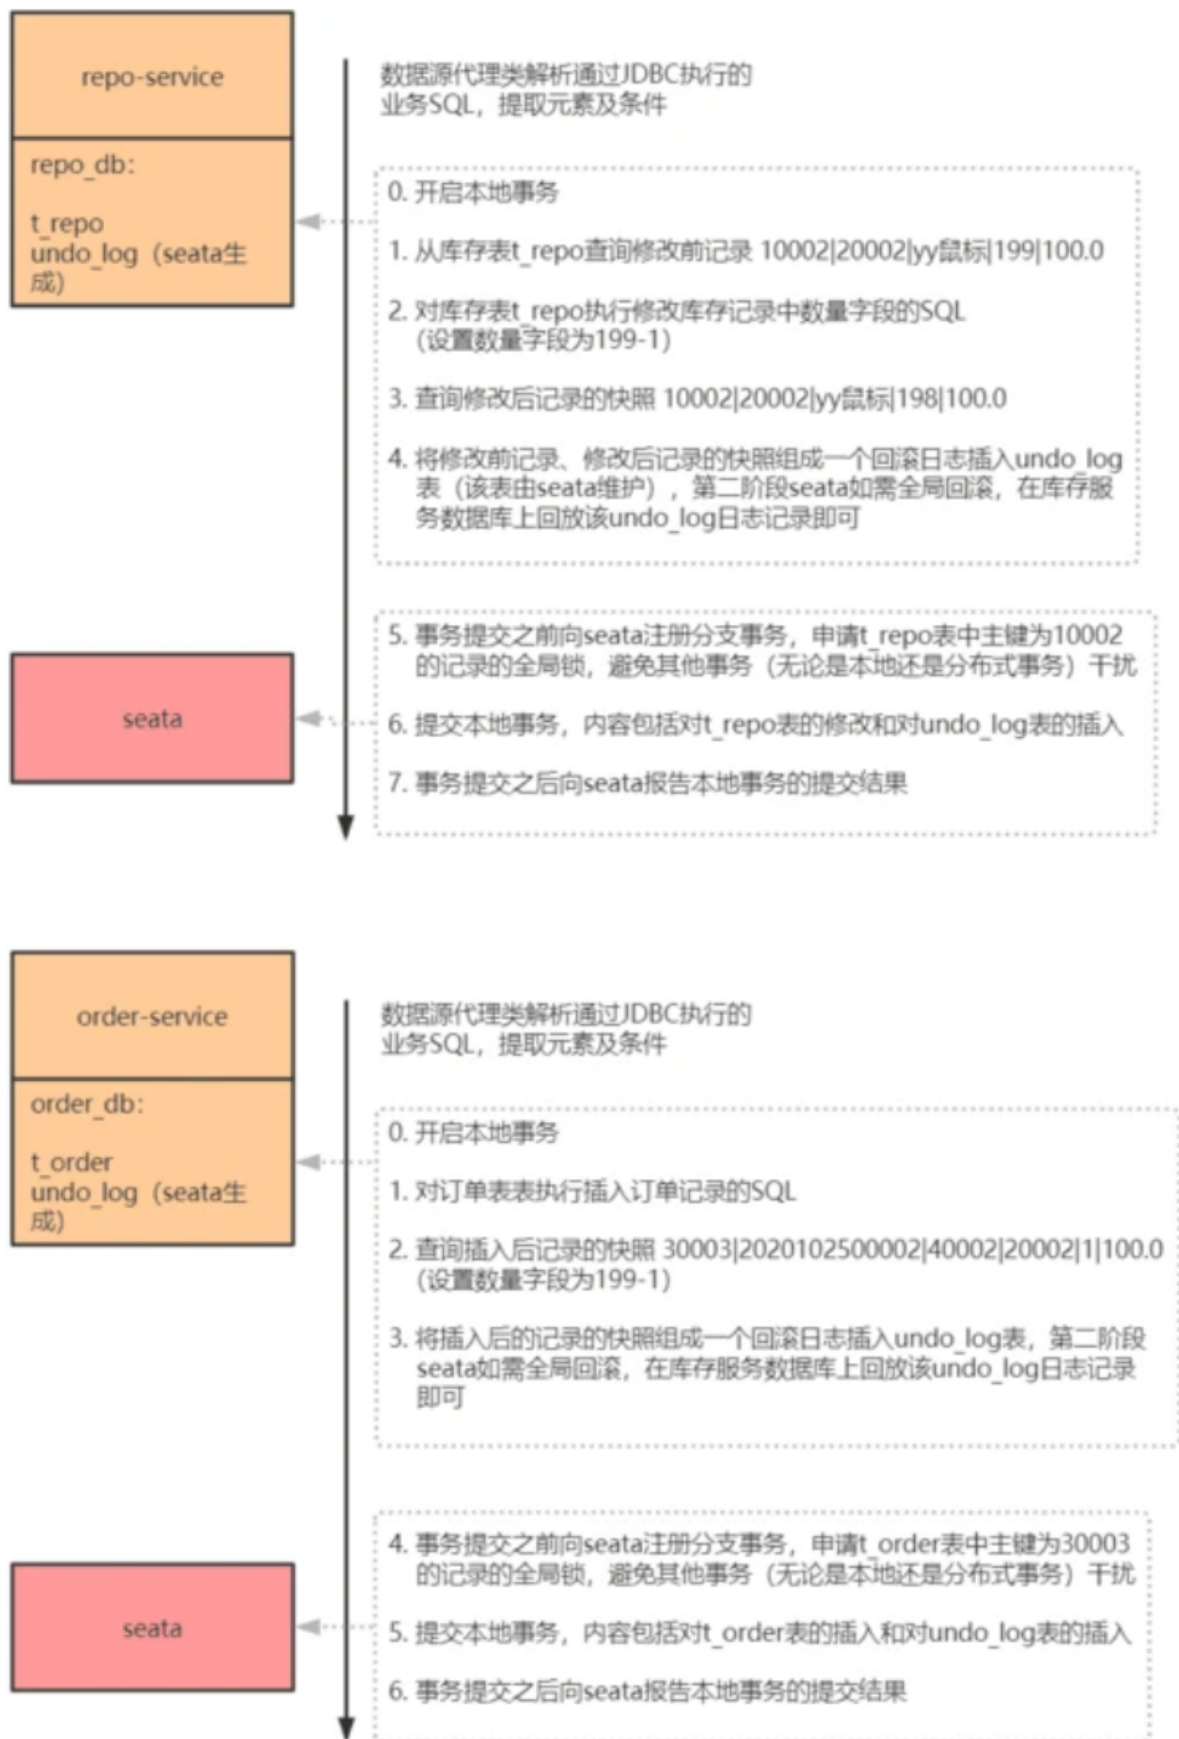 repo-service
repo_db:
t_repo
undo_log（seata生
成）
数据源代理类解析通过JDBC执行的
业务SQL，提取元素及条件
0. 开启本地事务
1. 从库存表t_repo查询修改前记录 10002|20002|yy鼠标|199|100.0
2. 对库存表t_repo执行修改库存记录中数量字段的SQL
（设置数量字段为199-1）
3. 查询修改后记录的快照 10002|20002|yy鼠标|198|100.0
4. 将修改前记录、修改后记录的快照组成一个回滚日志插入undo_log
表（该表由seata维护），第二阶段seata如需全局回滚，在库存服
务数据库上回放该undo_log日志记录即可
seata
5. 事务提交之前向seata注册分支事务，申请t_repo表中主键为10002
的记录的全局锁，避免其他事务（无论是本地还是分布式事务）干扰
6. 提交本地事务，内容包括对t_repo表的修改和对undo_log表的插入
7. 事务提交之后向seata报告本地事务的提交结果
order-service
order_db:
t_order
undo_log（seata生
成）
数据源代理类解析通过JDBC执行的
业务SQL，提取元素及条件
0. 开启本地事务
1. 对订单表表执行插入订单记录的SQL
2. 查询插入后记录的快照 30003|2020102500002|40002|20002|1|100.0
（设置数量字段为199-1）
3. 将插入后的记录的快照组成一个回滚日志插入undo_log表，第二阶段
seata如需全局回滚，在库存服务数据库上回放该undo_log日志记录
即可
seata
4. 事务提交之前向seata注册分支事务，申请t_order表中主键为30003
的记录的全局锁，避免其他事务（无论是本地还是分布式事务）干扰
5. 提交本地事务，内容包括对t_order表的插入和对undo_log表的插入
6. 事务提交之后向seata报告本地事务的提交结果